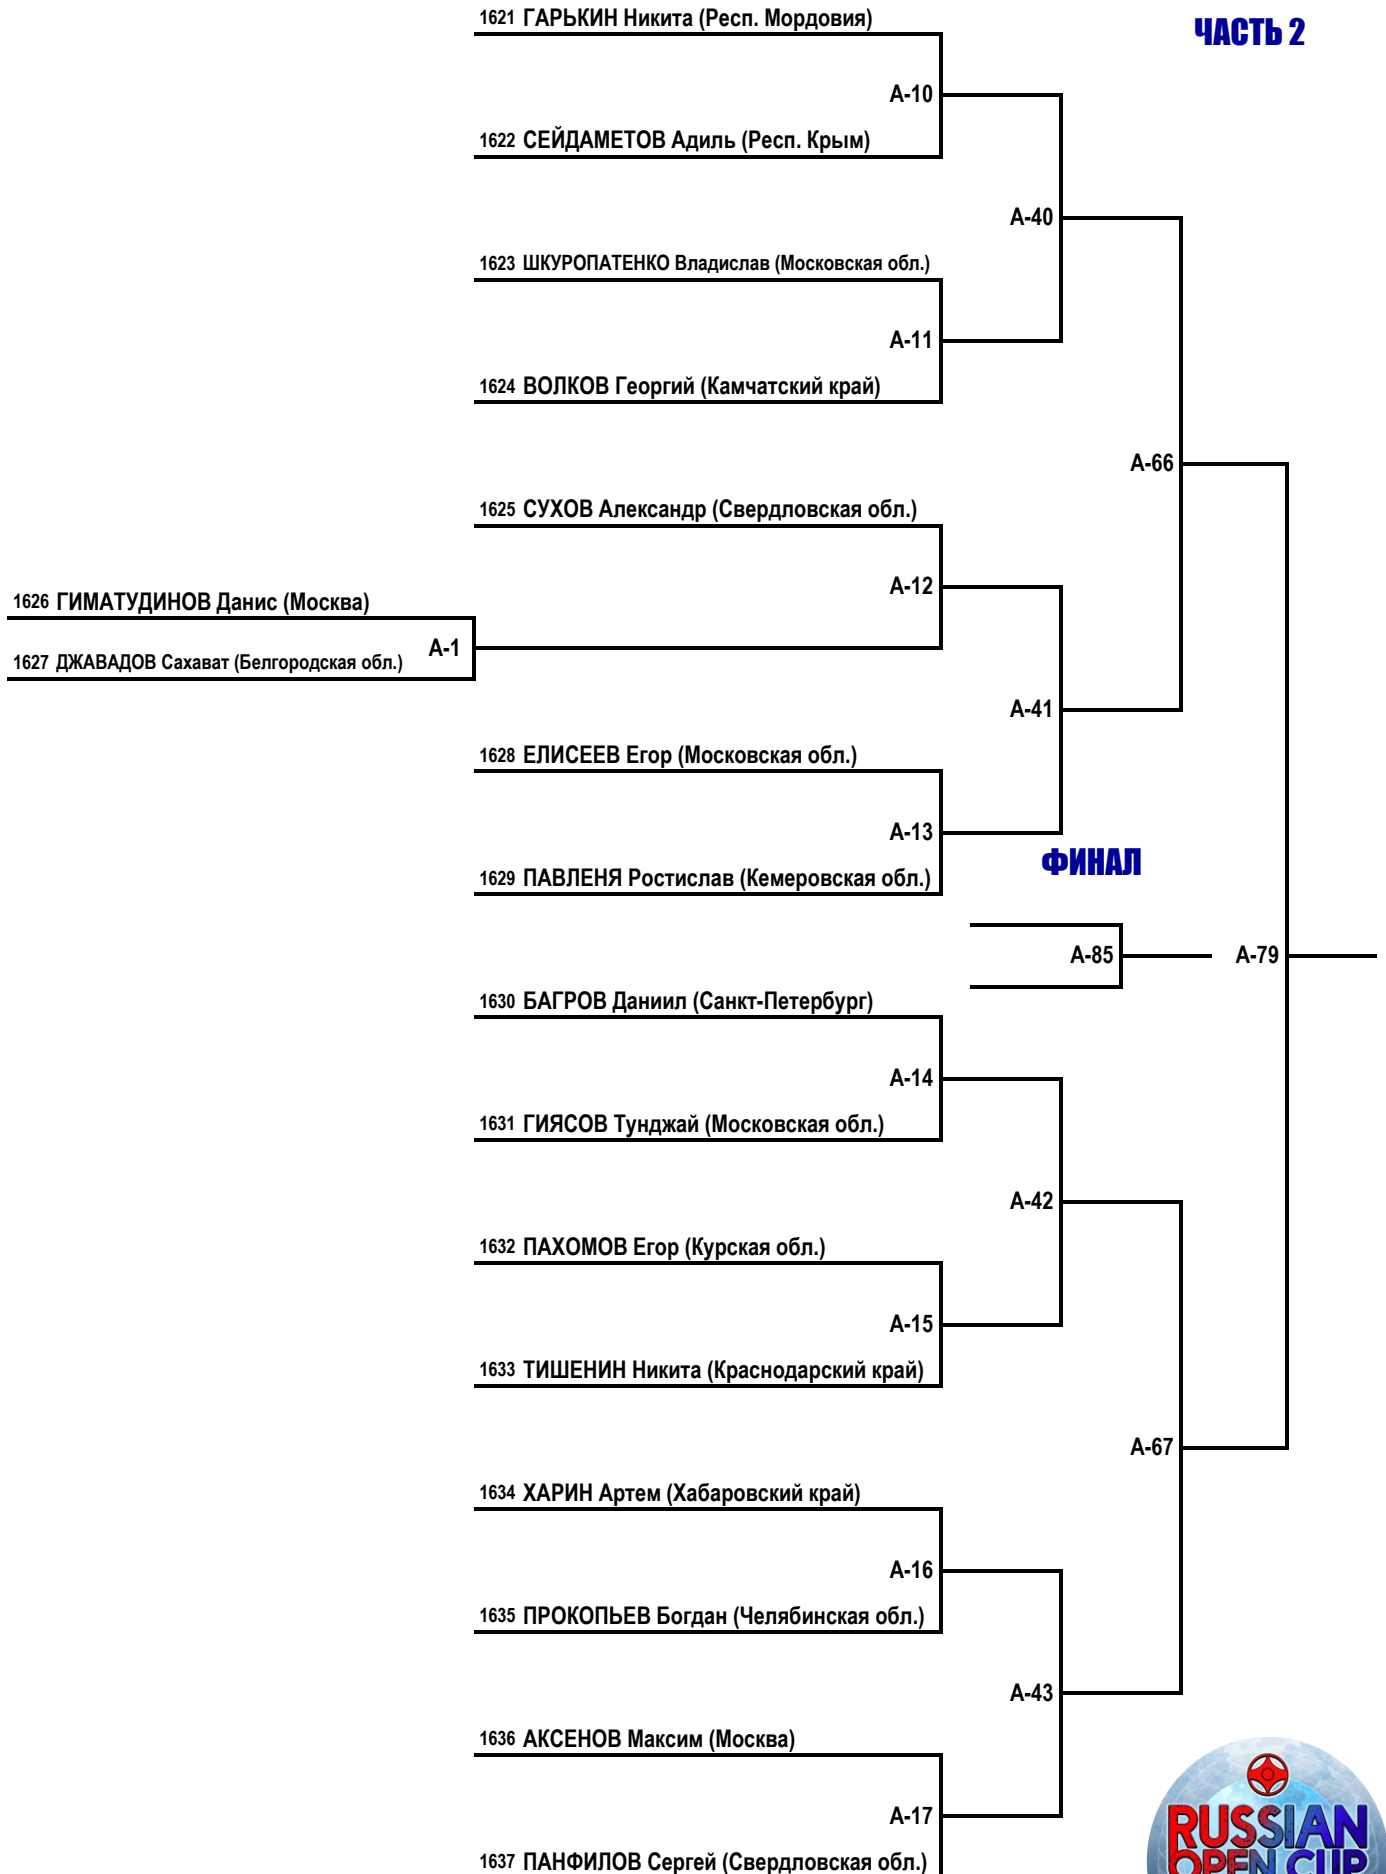 1621 ГАРЬКИН Никита (Респ. Мордовия)
ЧАСТЬ 2
А-10
1622 СЕЙДАМЕТОВ Адиль (Респ. Крым)
А-40
1623 ШКУРОПАТЕНКО Владислав (Московская обл.)
А-11
1624 ВОЛКОВ Георгий (Камчатский край)
А-66
1625 СУХОВ Александр (Свердловская обл.)
А-12
1626 ГИМАТУДИНОВ Данис (Москва)
А-1
1627 ДЖАВАДОВ Сахават (Белгородская обл.)
А-41
1628 ЕЛИСЕЕВ Егор (Московская обл.)
А-13
ФИНАЛ
1629 ПАВЛЕНЯ Ростислав (Кемеровская обл.)
А-85
А-79
1630 БАГРОВ Даниил (Санкт-Петербург)
А-14
1631 ГИЯСОВ Тунджай (Московская обл.)
А-42
1632 ПАХОМОВ Егор (Курская обл.)
А-15
1633 ТИШЕНИН Никита (Краснодарский край)
А-67
1634 ХАРИН Артем (Хабаровский край)
А-16
1635 ПРОКОПЬЕВ Богдан (Челябинская обл.)
А-43
1636 АКСЕНОВ Максим (Москва)
А-17
RUSSIAN
OPEN CUP
1637 ПАНФИЛОВ Сергей (Свердловская обл.)